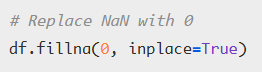 # Replace NaN with 0
df.fillna(0, inplace=True)